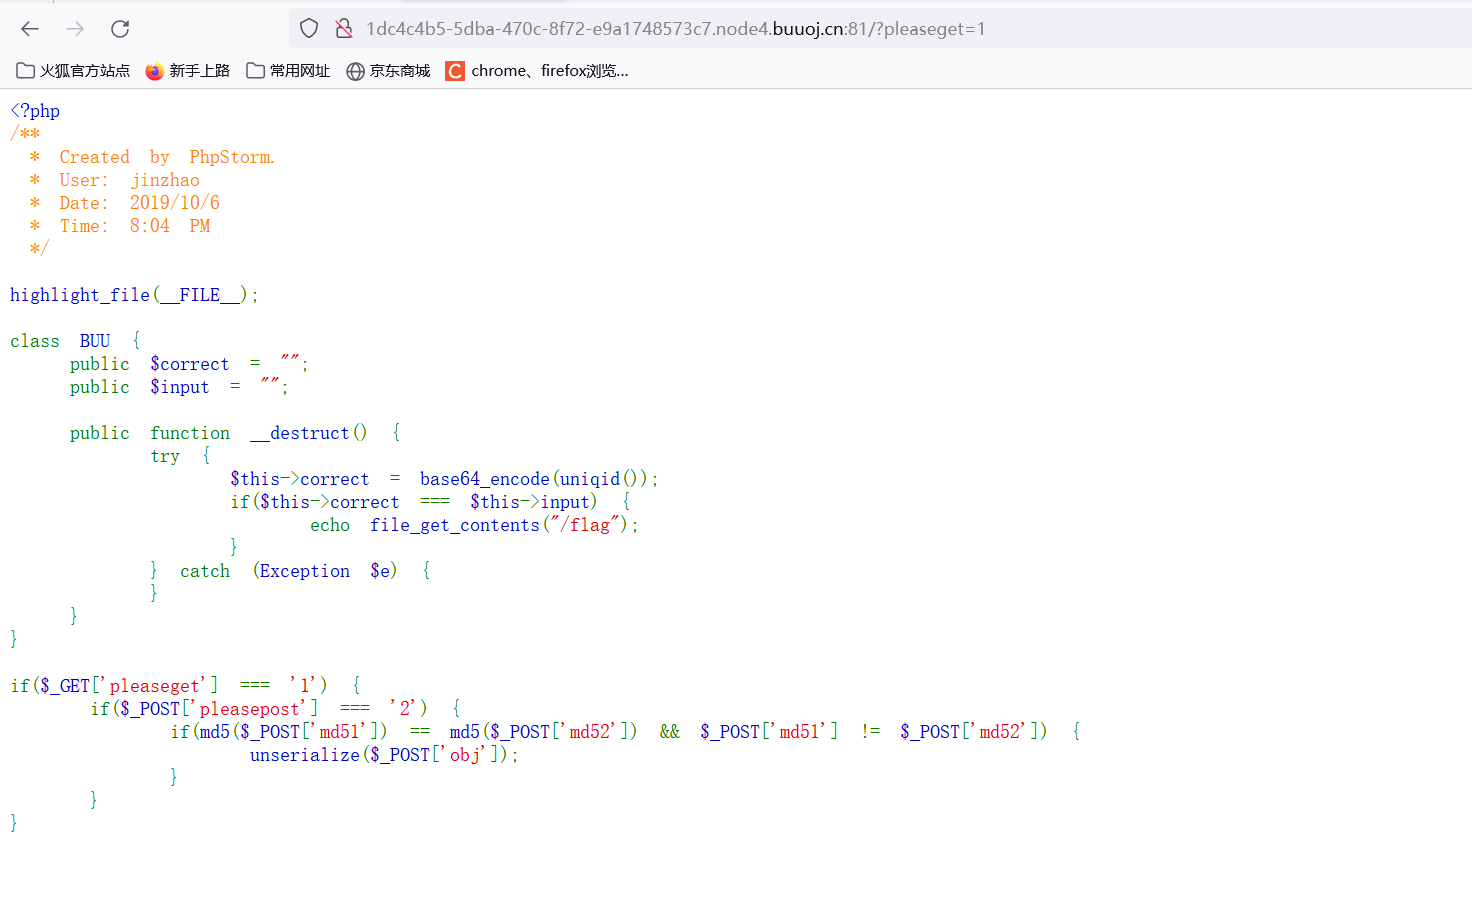 1dc4c4b5-5dba-470c-8f72-e9a1748573c7.node4.buuoj.cn:81/?pleaseget=1
火狐官方站点 新手上路 常用网址 京东商城 C chrome、firefox浏览...
<?php
/**
 * Created by PhpStorm.
 * User: jinzhao
 * Date: 2019/10/6
 * Time: 8:04 PM
 */
highlight_file(__FILE__);
class BUU {
    public $correct = "";
    public $input = "";
    public function __destruct() {
        try {
            $this->correct = base64_encode(uniqid());
            if($this->correct === $this->input) {
                echo file_get_contents("/flag");
            }
        } catch (Exception $e) {
        }
    }
}
if($_GET['pleaseget'] === '1') {
    if($_POST['pleasepost'] === '2') {
        if(md5($_POST['md51']) == md5($_POST['md52']) && $_POST['md51'] != $_POST['md52']) {
            unserialize($_POST['obj']);
        }
    }
}